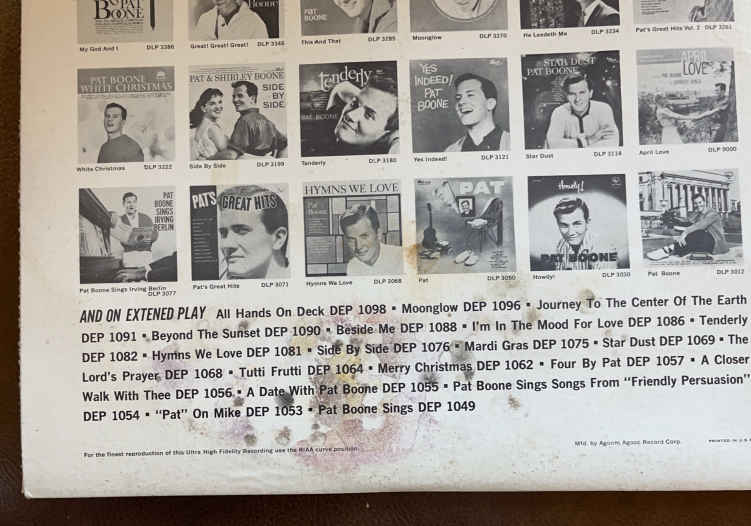 BOONE
PAT BOONE
My God And I DLP 3386
Great! Great! Great! DLP 3346
This And That DLP 3285
Moonglow DLP 3270
He Leadeth Me DLP 3234
Pat's Great Hits Vol. 2 DLP 3261
PAT BOONE
WHITE CHRISTMAS
PAT & SHIRLEY BOONE
SIDE
BY
SIDE
tenderly
PAT BOONE
YES
INDEED!
PAT
BOONE
STAR DUST
PAT BOONE
APRIL
LOVE
White Christmas DLP 3222
Side By Side DLP 3199
Tenderly DLP 3180
Yes Indeed! DLP 3121
Star Dust DLP 3118
April Love DLP 9000
PAT
BOONE
SINGS
IRVING
BERLIN
PAT'S GREAT HITS
HYMNS WE LOVE
Pat
Boone
PAT
Howdy!
PAT BOONE
Pat Boone Sings Irving Berlin
DLP 3077
Pat's Great Hits DLP 3071
Hymns We Love DLP 3068
Pat DLP 3050
Howdy! DLP 3030
Pat Boone DLP 3012
AND ON EXTENED PLAY All Hands On Deck DEP 1098 • Moonglow DEP 1096 • Journey To The Center Of The Earth
DEP 1091 • Beyond The Sunset DEP 1090 • Beside Me DEP 1088 • I'm In The Mood For Love DEP 1086 • Tenderly
DEP 1082 • Hymns We Love DEP 1081 • Side By Side DEP 1076 • Mardi Gras DEP 1075 • Star Dust DEP 1069 • The
Lord's Prayer DEP 1068 • Tutti Frutti DEP 1064 • Merry Christmas DEP 1062 • Four By Pat DEP 1057 • A Closer
Walk With Thee DEP 1056 • A Date With Pat Boone DEP 1055 • Pat Boone Sings Songs From "Friendly Persuasion"
DEP 1054 • "Pat" On Mike DEP 1053 • Pat Boone Sings DEP 1049
For the finest reproduction of this Ultra High Fidelity Recording use the RIAA curve position.
Mfd. by Agoom Agooc Record Corp.
PRINTED IN U.S.